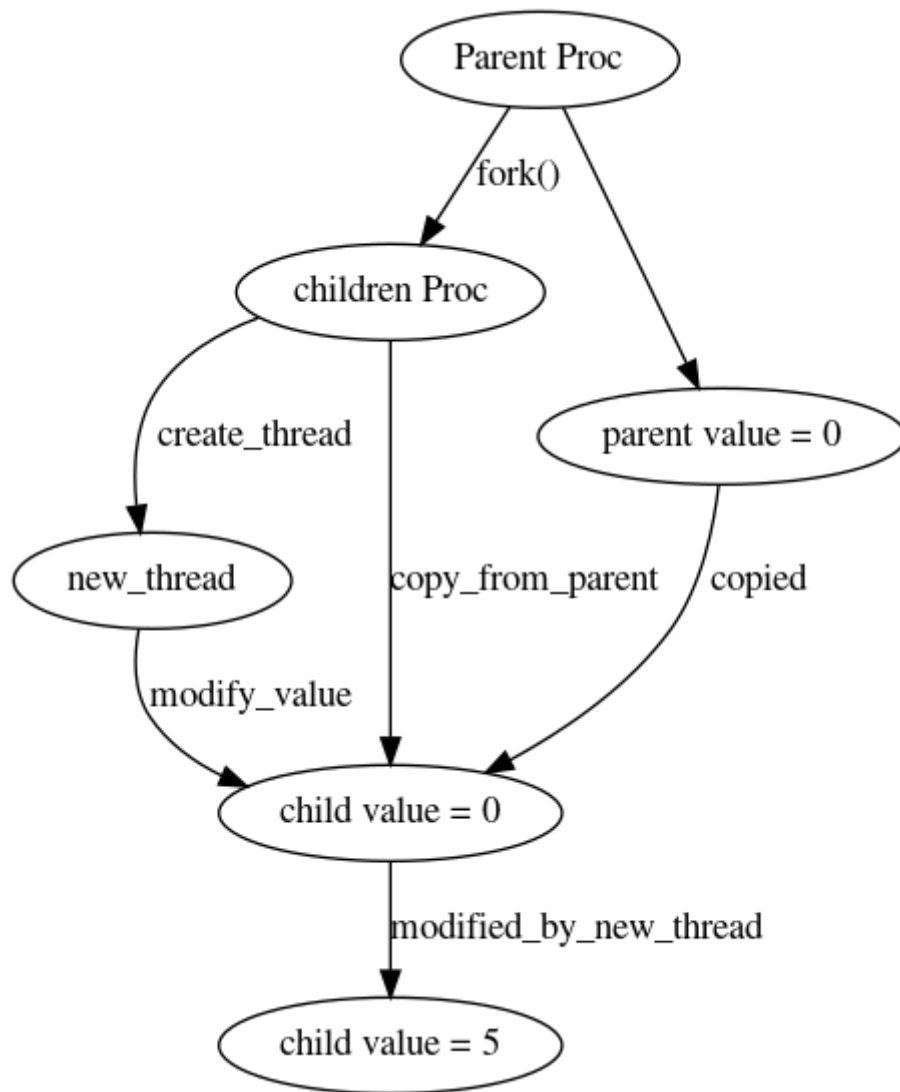 Parent Proc
fork()
children Proc
create_thread
parent value = 0
new_thread
copy_from_parent
copied
modify_value
child value = 0
modified_by_new_thread
child value = 5